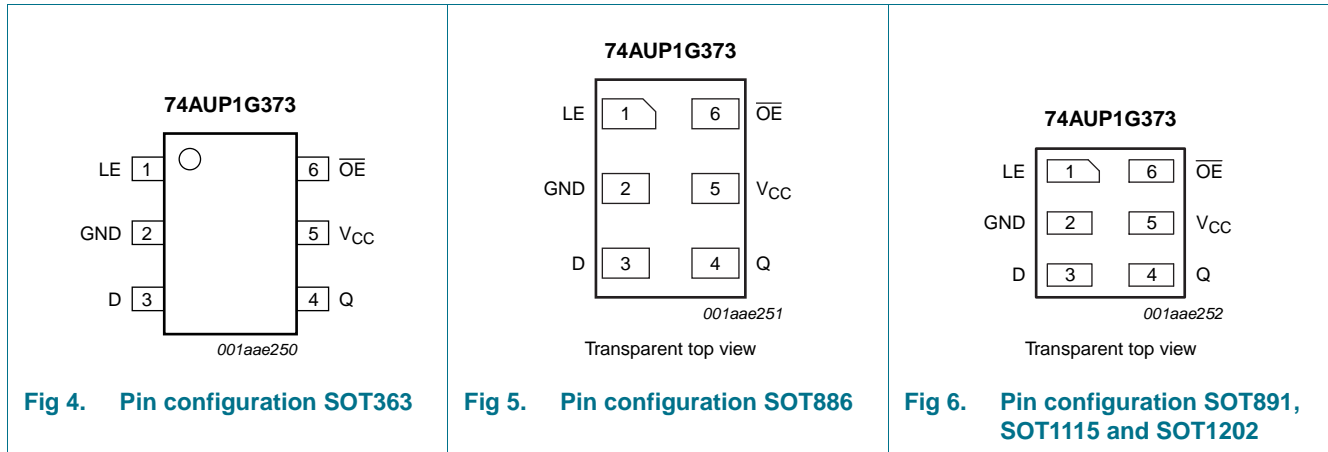 74AUP1G373
LE 1 6 O̅E̅
GND 2 5 VCC
D 3 4 Q
001aae250
Fig 4. Pin configuration SOT363
74AUP1G373
LE 1 6 O̅E̅
GND 2 5 VCC
D 3 4 Q
001aae251
Transparent top view
Fig 5. Pin configuration SOT886
74AUP1G373
LE 1 6 O̅E̅
GND 2 5 VCC
D 3 4 Q
001aae252
Transparent top view
Fig 6. Pin configuration SOT891,
SOT1115 and SOT1202